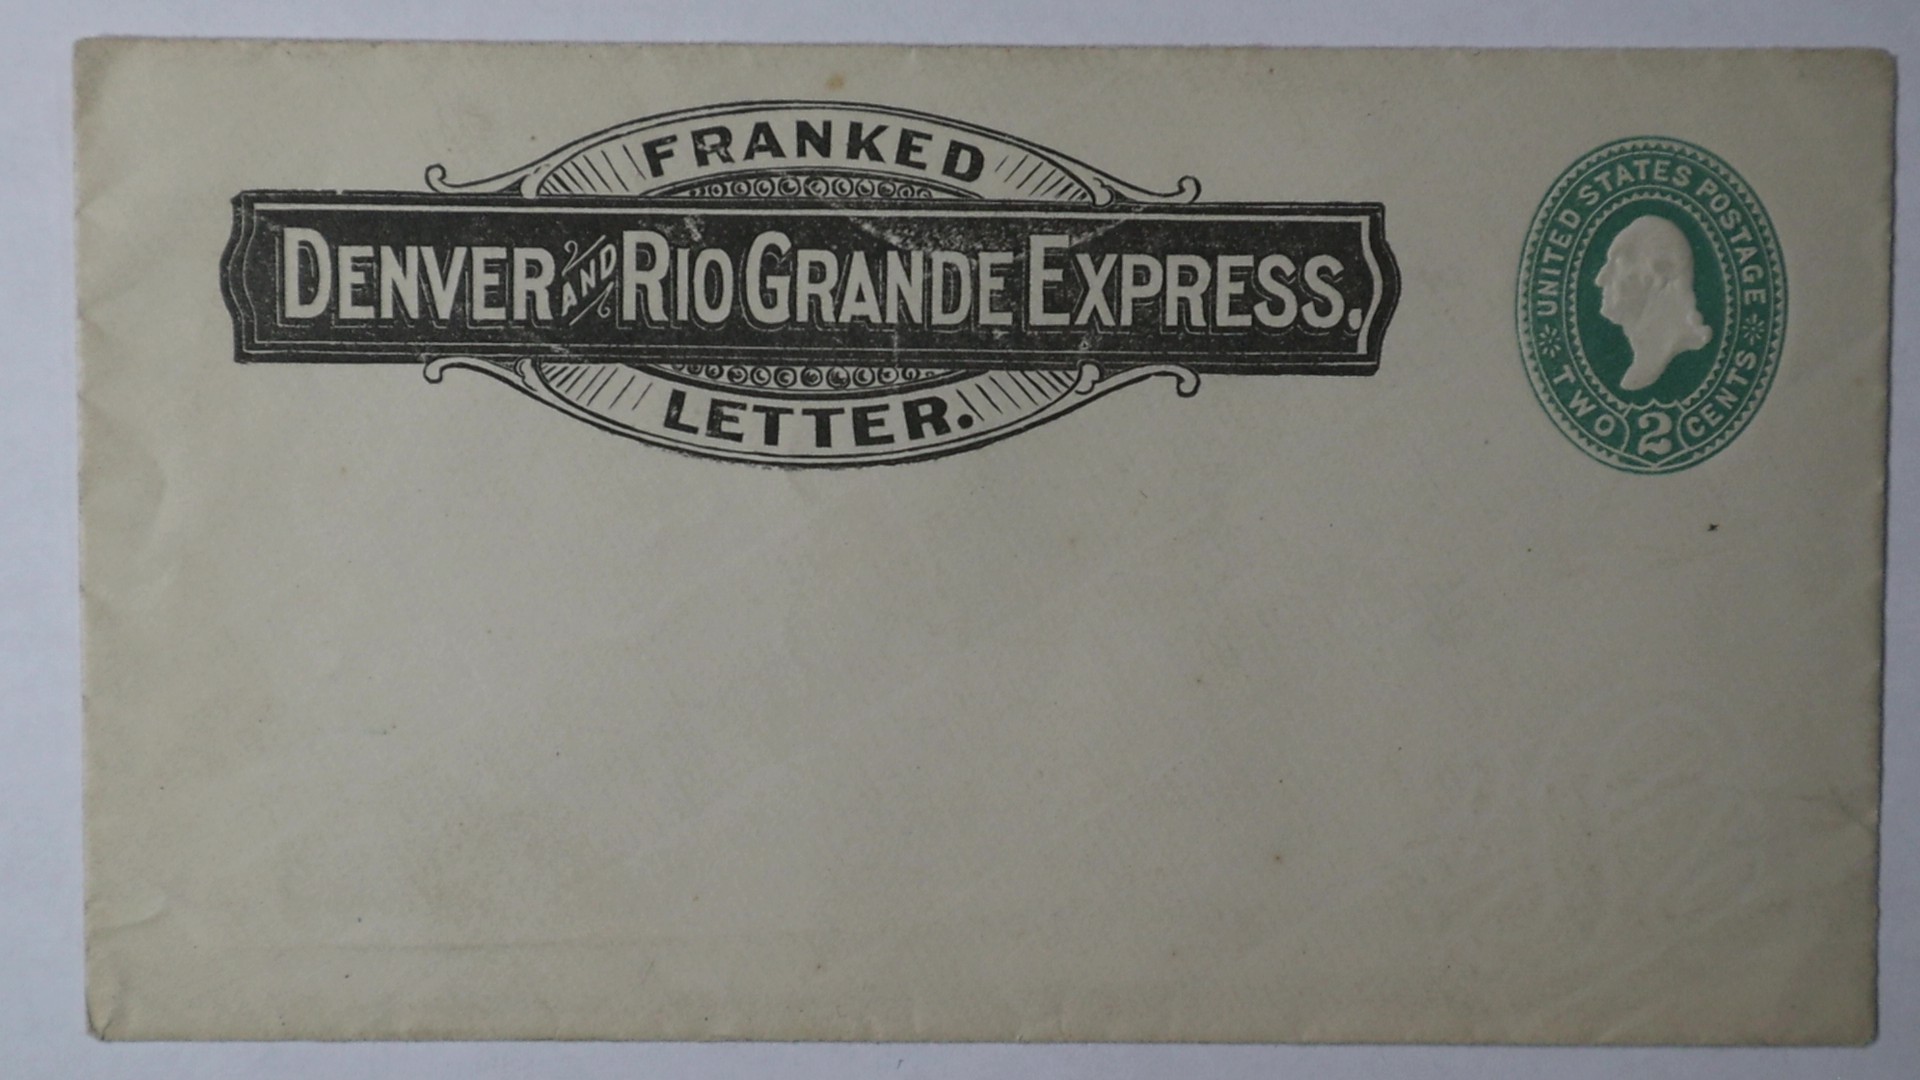 FRANKED
DENVER AND RIO GRANDE EXPRESS.
LETTER.
UNITED STATES POSTAGE
TWO 2 CENTS